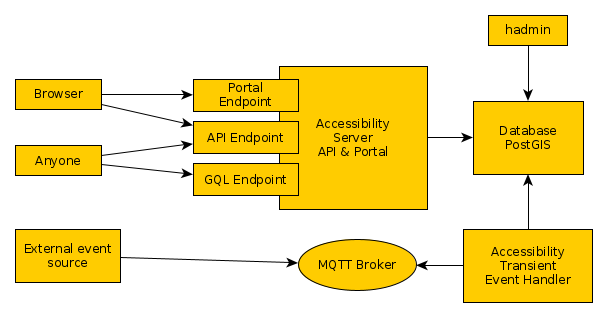 hadmin
Browser
Portal
Endpoint
Accessibility
Server
API & Portal
Database
PostGIS
API Endpoint
Anyone
GQL Endpoint
External event
source
MQTT Broker
Accessibility
Transient
Event Handler